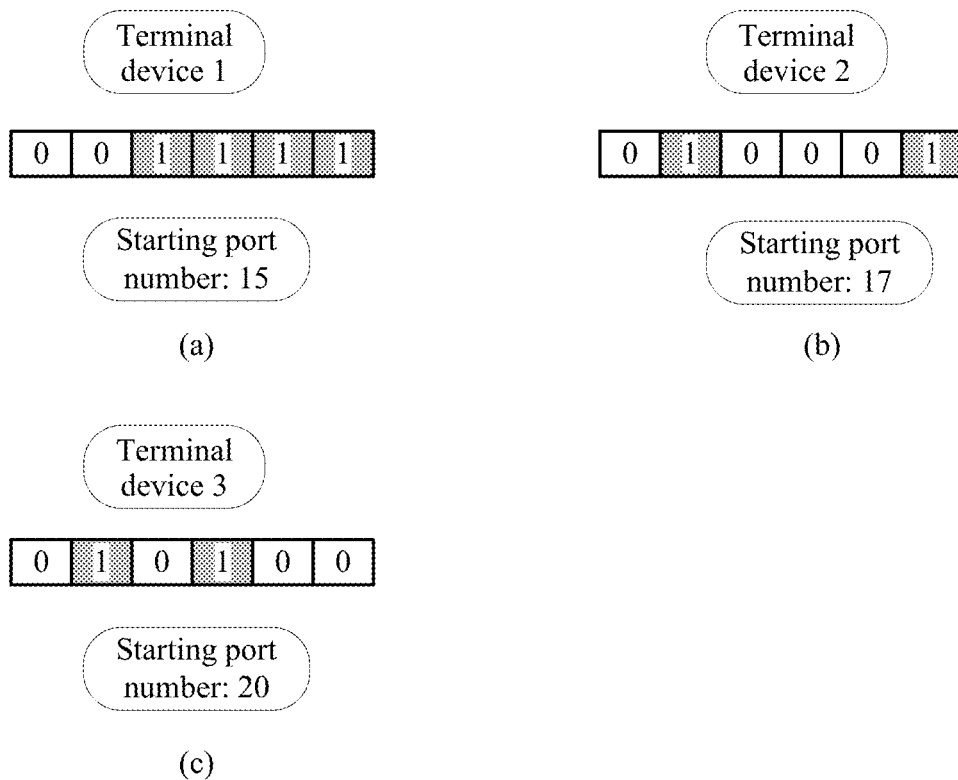 Terminal
device 1
0 0 1 1 1 1
Starting port
number: 15
(a)
Terminal
device 2
0 1 0 0 0 1
Starting port
number: 17
(b)
Terminal
device 3
0 1 0 1 0 0
Starting port
number: 20
(c)